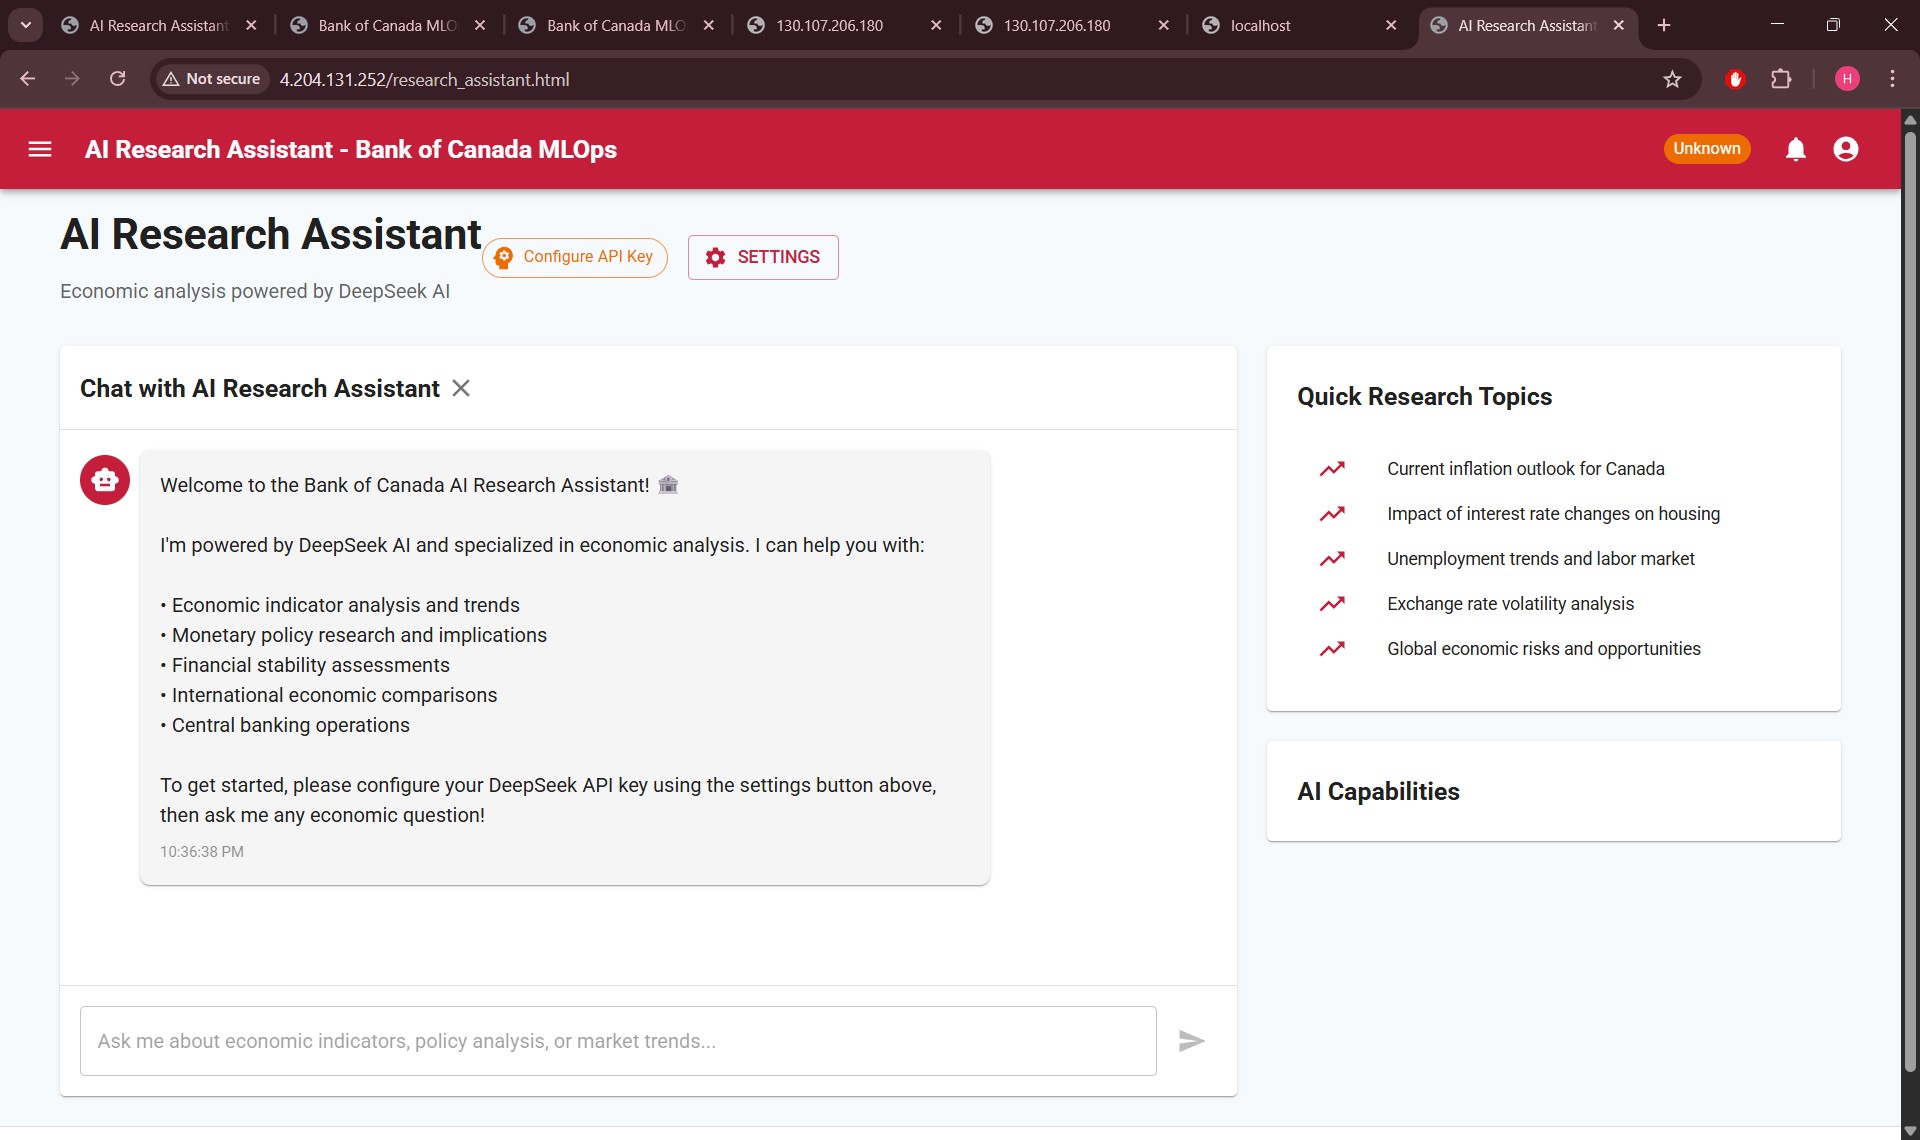 AI Research Assistant
Bank of Canada MLO
Bank of Canada MLO
130.107.206.180
130.107.206.180
localhost
AI Research Assistant
Not secure
4.204.131.252/research_assistant.html
H
AI Research Assistant - Bank of Canada MLOps
Unknown
AI Research Assistant
Configure API Key
SETTINGS
Economic analysis powered by DeepSeek AI
Chat with AI Research Assistant
Welcome to the Bank of Canada AI Research Assistant! 🏛️
I'm powered by DeepSeek AI and specialized in economic analysis. I can help you with:
• Economic indicator analysis and trends
• Monetary policy research and implications
• Financial stability assessments
• International economic comparisons
• Central banking operations
To get started, please configure your DeepSeek API key using the settings button above,
then ask me any economic question!
10:36:38 PM
Ask me about economic indicators, policy analysis, or market trends...
Quick Research Topics
Current inflation outlook for Canada
Impact of interest rate changes on housing
Unemployment trends and labor market
Exchange rate volatility analysis
Global economic risks and opportunities
AI Capabilities